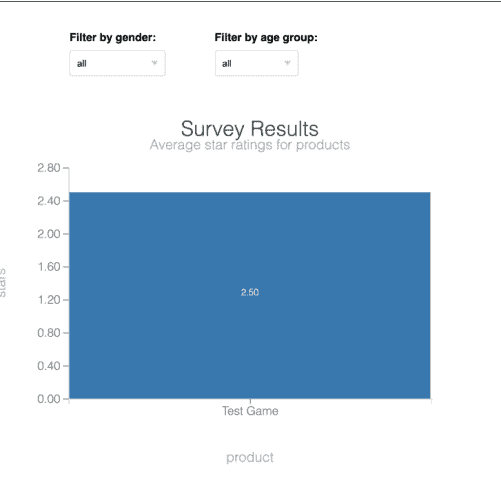 Filter by gender: Filter by age group:
all all
Survey Results
Average star ratings for products
2.80
2.40
2.00
1.60
1.20
0.80
0.40
0.00
stars
2.50
Test Game
product